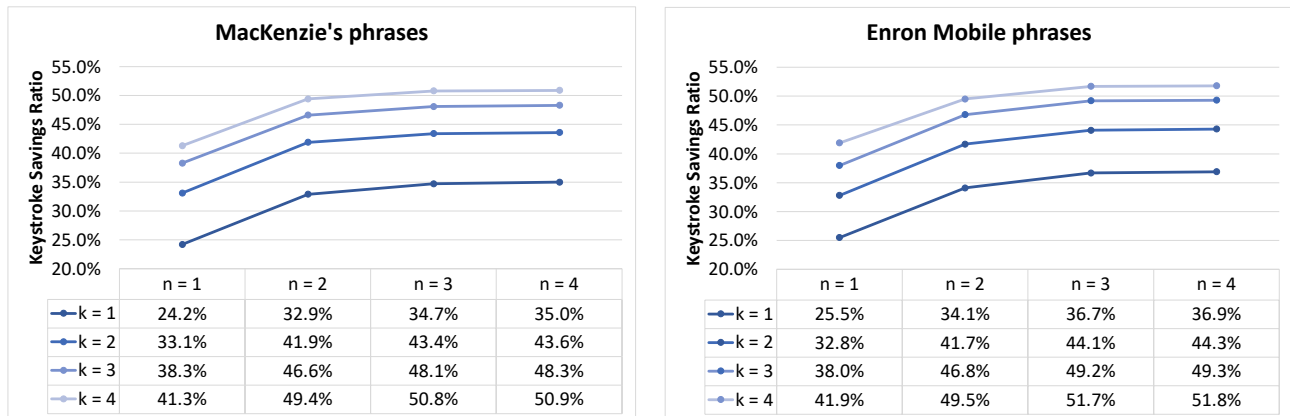 MacKenzie's phrases
Keystroke Savings Ratio
55.0%
50.0%
45.0%
40.0%
35.0%
30.0%
25.0%
20.0%
n = 1 n = 2 n = 3 n = 4
k = 1 24.2% 32.9% 34.7% 35.0%
k = 2 33.1% 41.9% 43.4% 43.6%
k = 3 38.3% 46.6% 48.1% 48.3%
k = 4 41.3% 49.4% 50.8% 50.9%
Enron Mobile phrases
Keystroke Savings Ratio
55.0%
50.0%
45.0%
40.0%
35.0%
30.0%
25.0%
20.0%
n = 1 n = 2 n = 3 n = 4
k = 1 25.5% 34.1% 36.7% 36.9%
k = 2 32.8% 41.7% 44.1% 44.3%
k = 3 38.0% 46.8% 49.2% 49.3%
k = 4 41.9% 49.5% 51.7% 51.8%